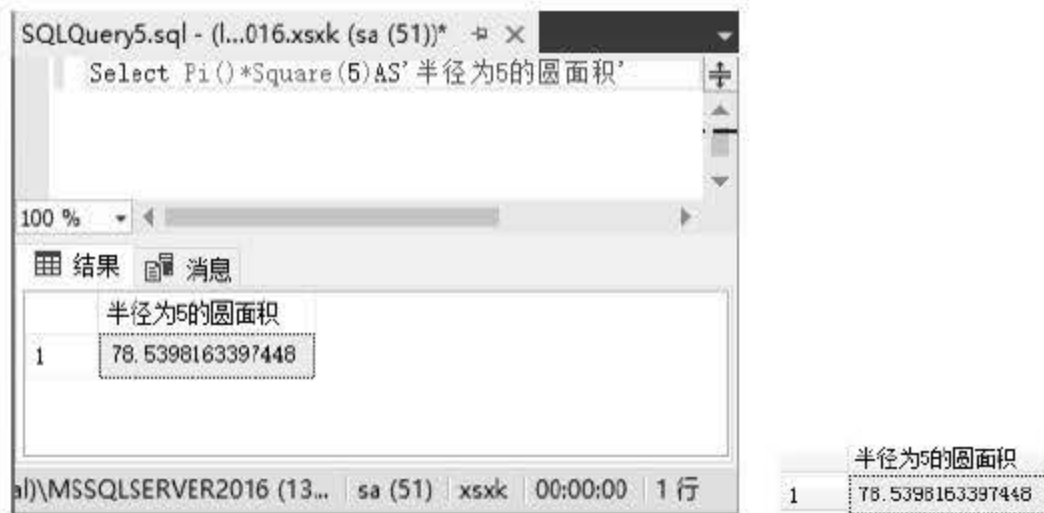 SQLQuery5.sql - (l...016.xsxk (sa (51))*
Select Pi()*Square(5)AS'半径为5的圆面积'
100 %
结果 消息
半径为5的圆面积
1 78.5398163397448
al)\MSSQLSERVER2016 (13... sa (51) xsxk 00:00:00 1 行
半径为5的圆面积
1 78.5398163397448